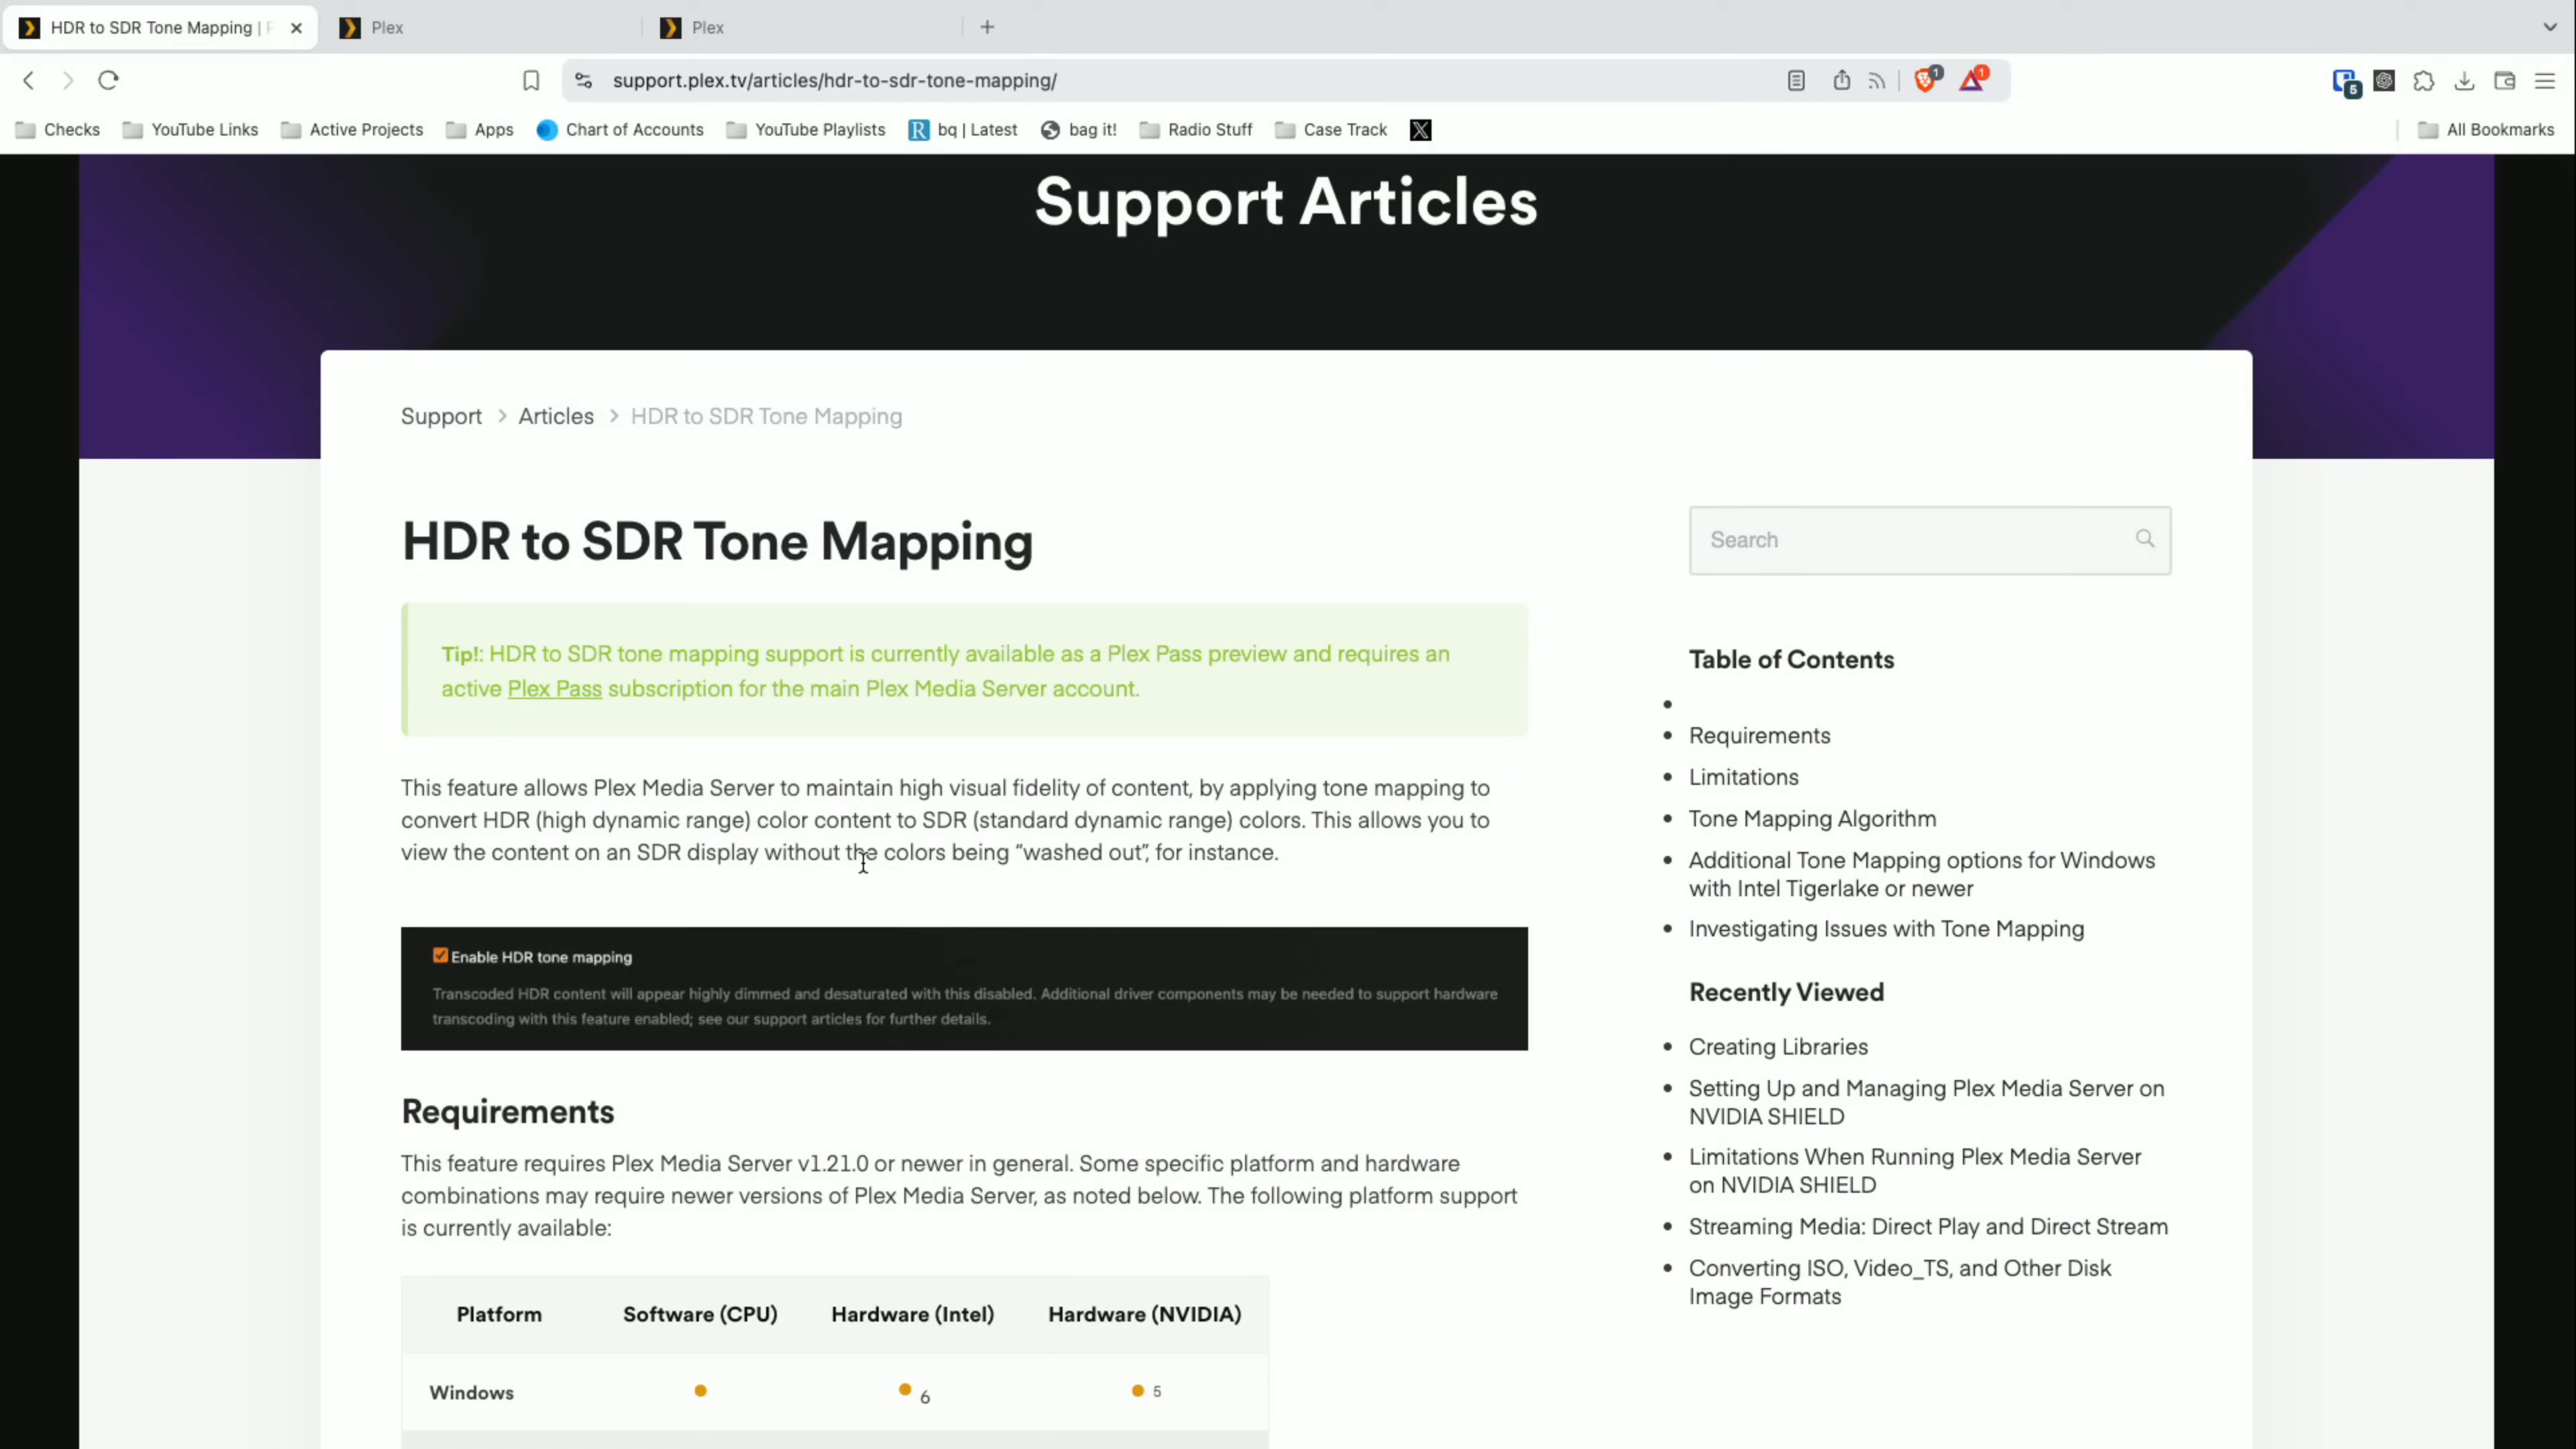 HDR to SDR Tone Mapping |
Plex
Plex
support.plex.tv/articles/hdr-to-sdr-tone-mapping/
1
1
5
Checks
YouTube Links
Active Projects
Apps
Chart of Accounts
YouTube Playlists
R bq | Latest
bag it!
Radio Stuff
Case Track
All Bookmarks
Support Articles
Support > Articles > HDR to SDR Tone Mapping
HDR to SDR Tone Mapping
Tip!: HDR to SDR tone mapping support is currently available as a Plex Pass preview and requires an
active Plex Pass subscription for the main Plex Media Server account.
This feature allows Plex Media Server to maintain high visual fidelity of content, by applying tone mapping to
convert HDR (high dynamic range) color content to SDR (standard dynamic range) colors. This allows you to
view the content on an SDR display without the colors being “washed out”, for instance.
Enable HDR tone mapping
Transcoded HDR content will appear highly dimmed and desaturated with this disabled. Additional driver components may be needed to support hardware
transcoding with this feature enabled; see our support articles for further details.
Requirements
This feature requires Plex Media Server v1.21.0 or newer in general. Some specific platform and hardware
combinations may require newer versions of Plex Media Server, as noted below. The following platform support
is currently available:
Platform Software (CPU) Hardware (Intel) Hardware (NVIDIA)
Windows 6 5
Search
Table of Contents
Requirements
Limitations
Tone Mapping Algorithm
Additional Tone Mapping options for Windows
with Intel Tigerlake or newer
Investigating Issues with Tone Mapping
Recently Viewed
Creating Libraries
Setting Up and Managing Plex Media Server on
NVIDIA SHIELD
Limitations When Running Plex Media Server
on NVIDIA SHIELD
Streaming Media: Direct Play and Direct Stream
Converting ISO, Video_TS, and Other Disk
Image Formats